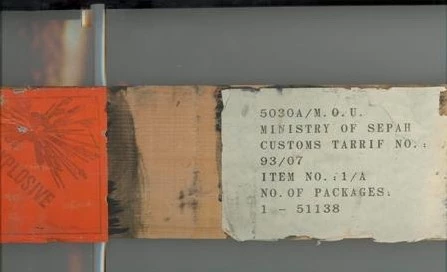 EXPLOSIVE
5030A/M.O.U.
MINISTRY OF SEPAH
CUSTOMS TARRIF NO.:
93/07
ITEM NO.:1/A
NO.OF PACKAGES:
1 - 51138